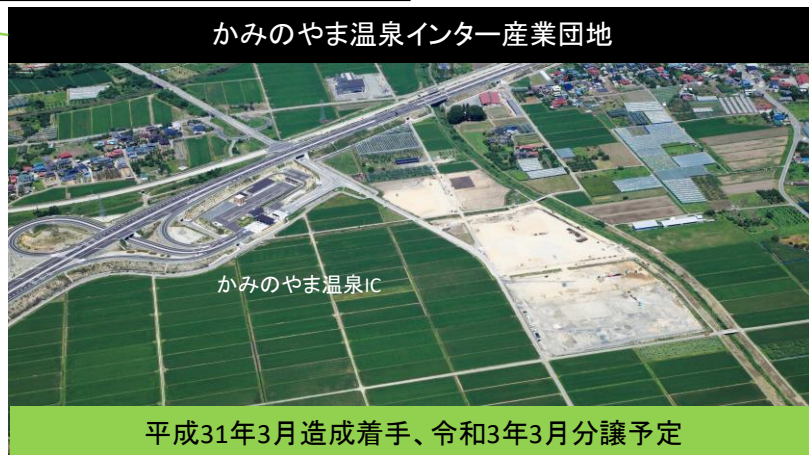 かみのやま温泉インター産業団地
かみのやま温泉IC
平成31年3月造成着手、令和3年3月分譲予定